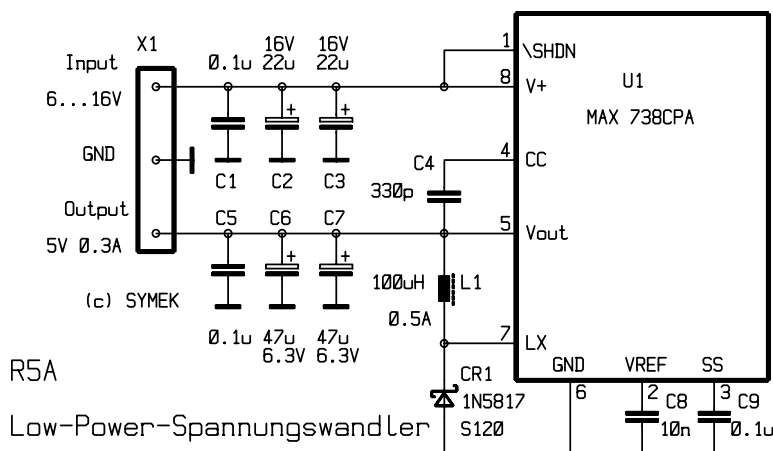 X1
Input
6...16V
GND
Output
5V 0.3A
(c) SYMEK
0.1u
16V
22u
16V
22u
+
+
C1
C2
C3
C5
C6
C7
+
+
0.1u
47u
6.3V
47u
6.3V
C4
330p
100uH
L1
0.5A
CR1
1N5817
S120
1
\SHDN
8
V+
U1
MAX 738CPA
4
CC
5
Vout
7
LX
GND
VREF
SS
6
2
3
C8
10n
C9
0.1u
R5A
Low-Power-Spannungswandler